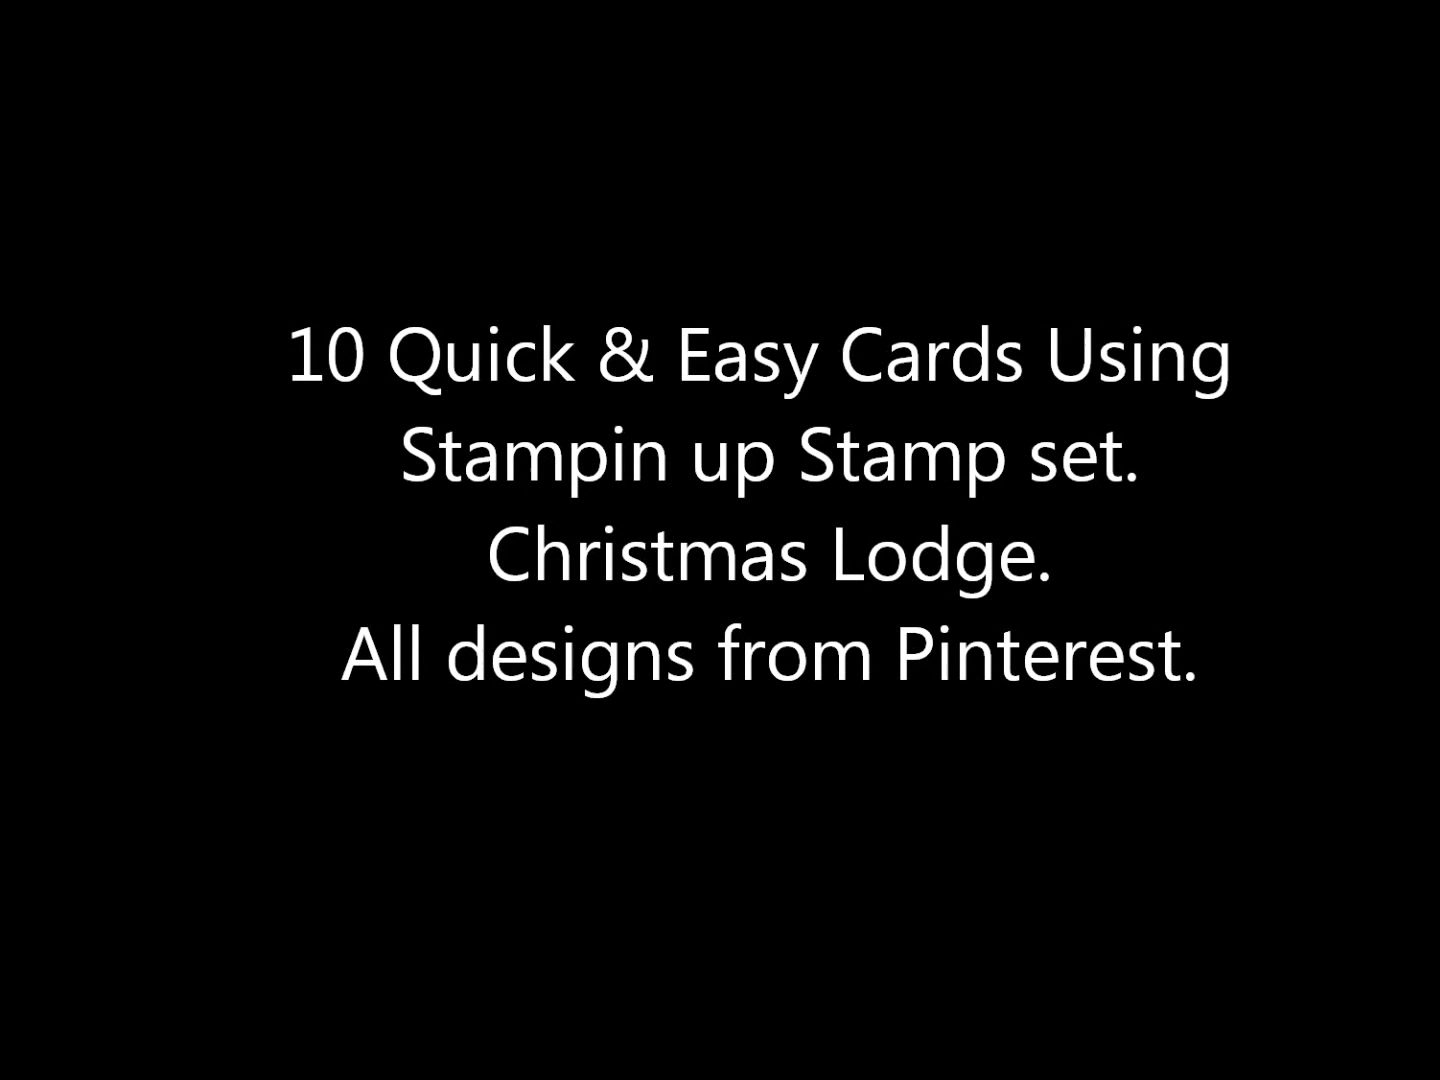 10 Quick & Easy Cards Using
Stampin up Stamp set.
Christmas Lodge.
All designs from Pinterest.